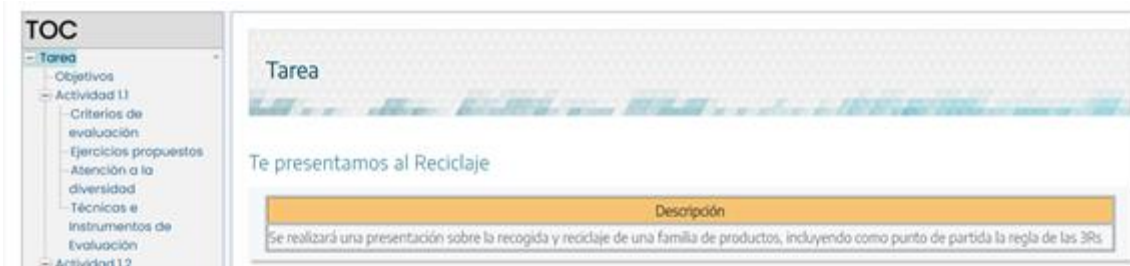 TOC
Tarea
Objetivos
Actividad 1.1
Criterios de
evaluación
Ejercicios propuestos
Atención a la
diversidad
Técnicas e
Instrumentos de
Evaluación
Actividad 1.2
Tarea
Te presentamos al Reciclaje
Descripción
Se realizará una presentación sobre la recogida y reciclaje de una familia de productos, incluyendo como punto de partida la regla de las 3Rs